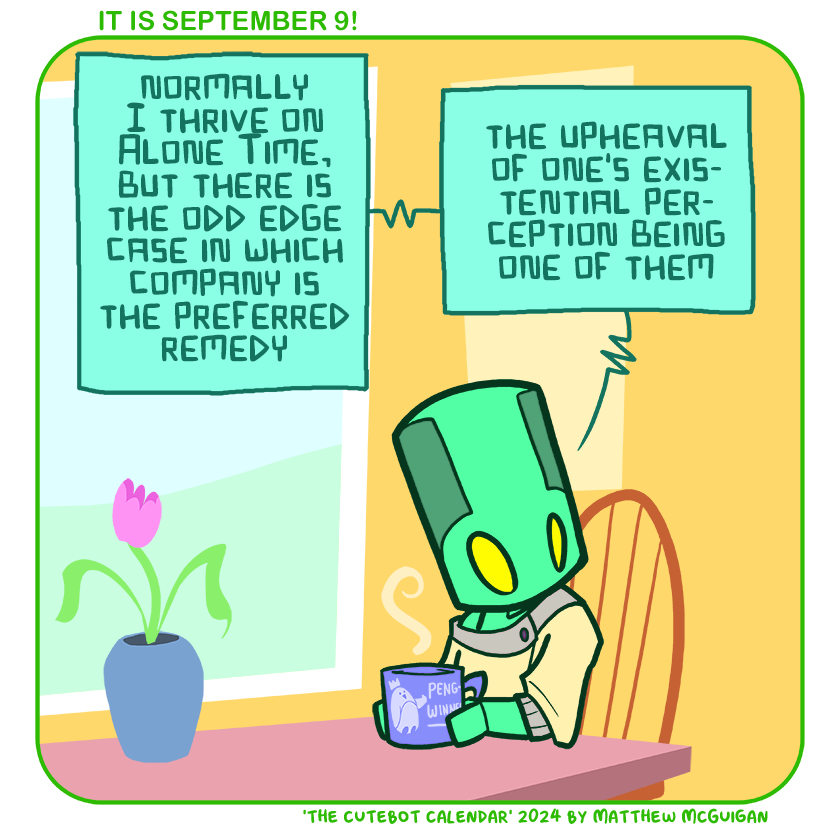 IT IS SEPTEMBER 9!
NORMALLY
I THRIVE ON
ALONE TIME,
BUT THERE IS
THE ODD EDGE
CASE IN WHICH
COMPANY IS
THE PREFERRED
REMEDY
THE UPHEAVAL
OF ONE'S EXIS-
TENTIAL PER-
CEPTION BEING
ONE OF THEM
PENG-
WINNE
'THE CUTEBOT CALENDAR' 2024 BY MATTHEW MCGUIGAN